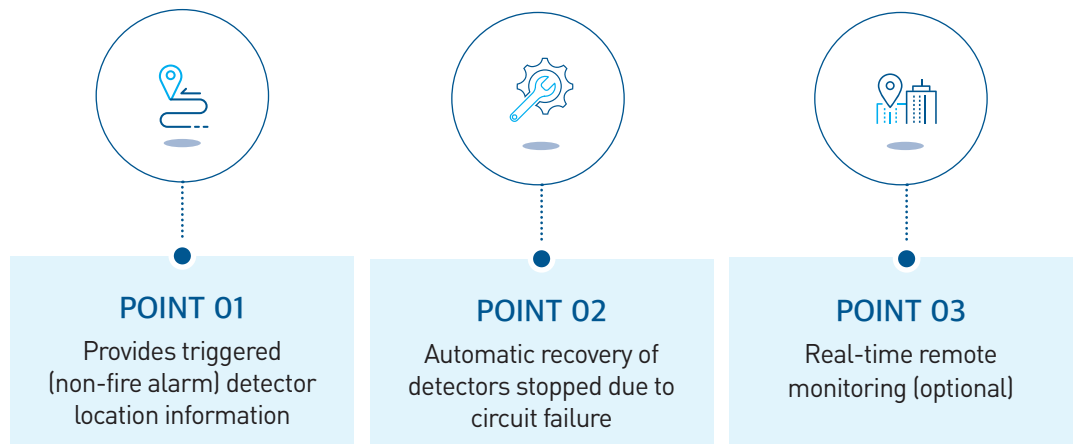 POINT 01
Provides triggered
(non-fire alarm) detector
location information
POINT 02
Automatic recovery of
detectors stopped due to
circuit failure
POINT 03
Real-time remote
monitoring (optional)